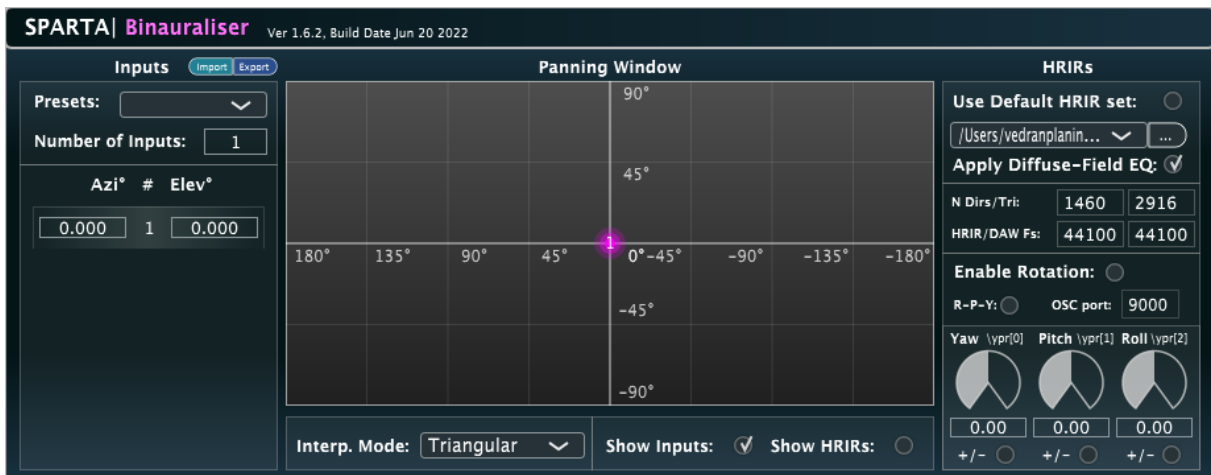 SPARTA| Binauraliser Ver 1.6.2, Build Date Jun 20 2022
Inputs Import Export
Presets:
Number of Inputs: 1
Azi° # Elev°
0.000 1 0.000
Panning Window
90°
45°
1
180° 135° 90° 45° 0° -45° -90° -135° -180°
-45°
-90°
Interp. Mode: Triangular Show Inputs: Show HRIRs:
HRIRs
Use Default HRIR set:
/Users/vedranplanin... ...
Apply Diffuse-Field EQ:
N Dirs/Tri: 1460 2916
HRIR/DAW Fs: 44100 44100
Enable Rotation:
R-P-Y: OSC port: 9000
Yaw \ypr[0] Pitch \ypr[1] Roll \ypr[2]
0.00 0.00 0.00
+/- +/- +/-